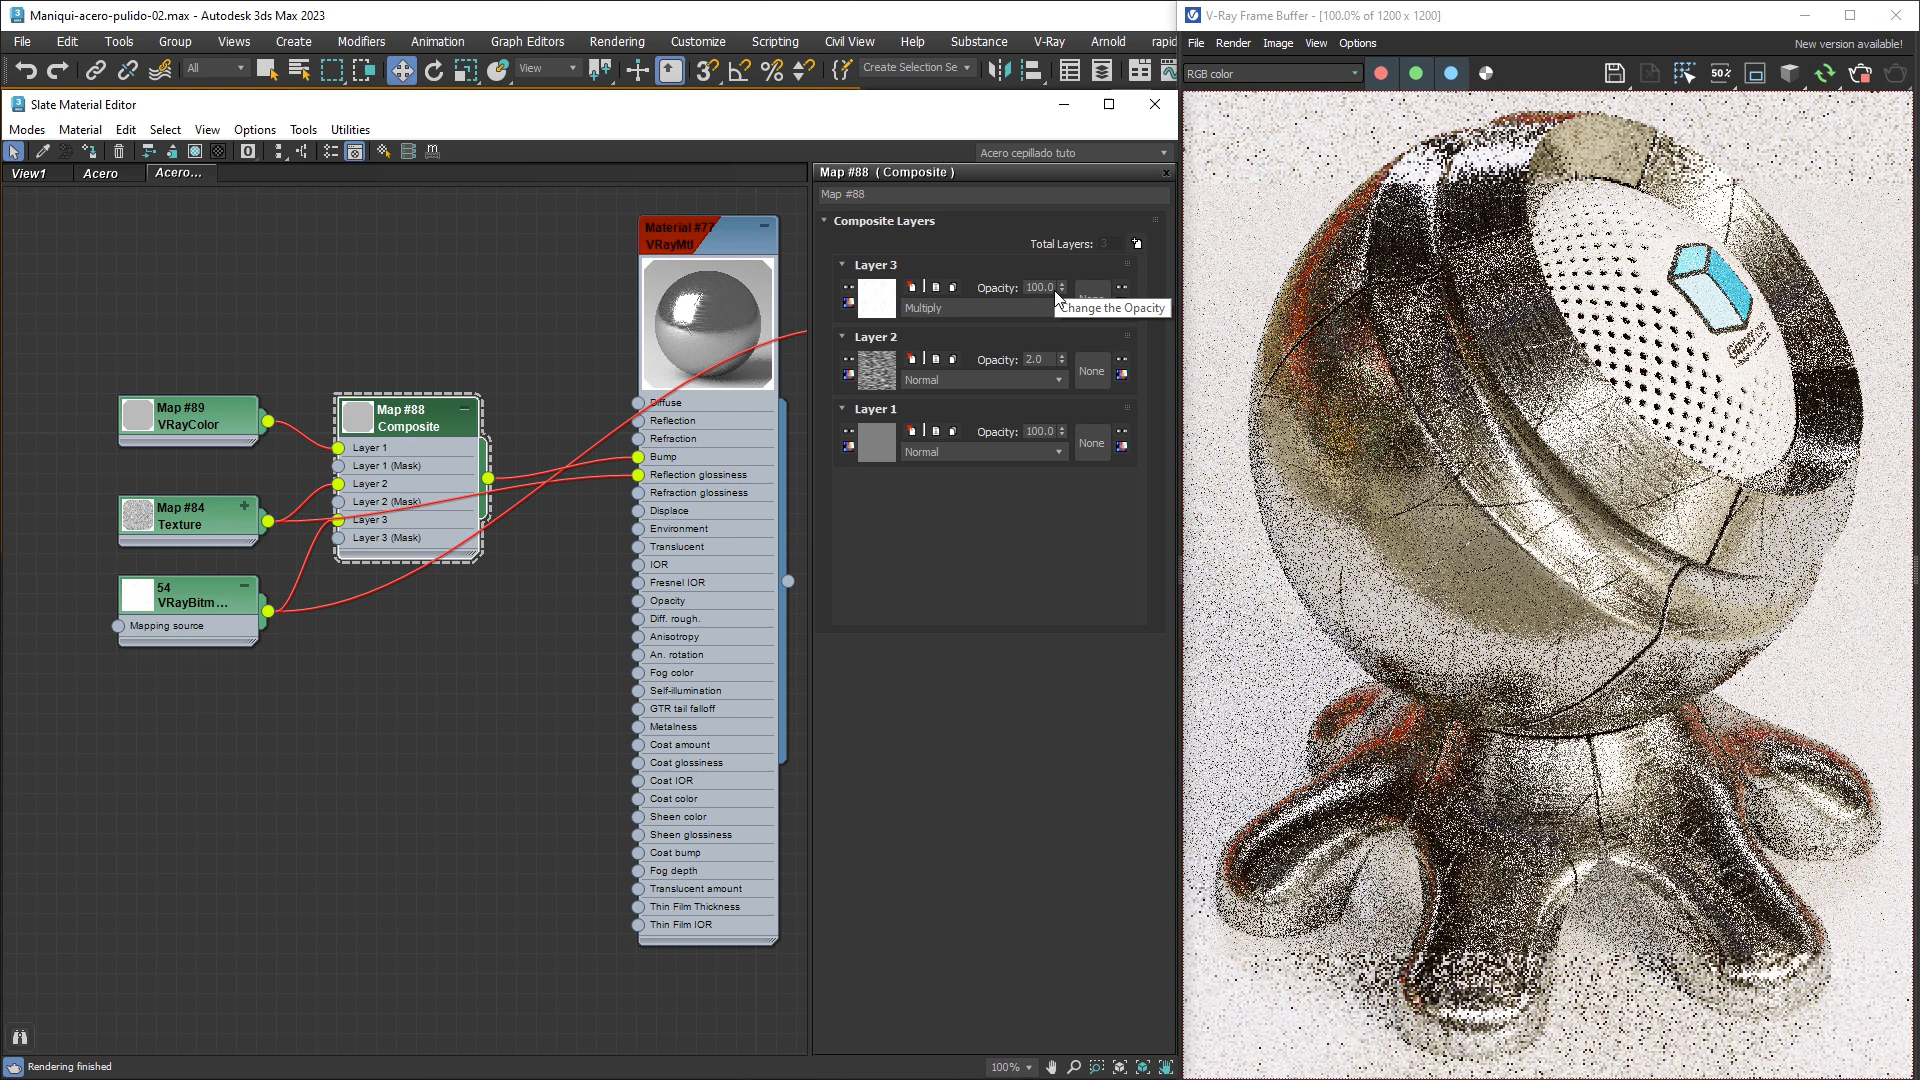 Maniqui-acero-pulido-02.max - Autodesk 3ds Max 2023
File Edit Tools Group Views Create Modifiers Animation Graph Editors Rendering Customize Scripting Civil View Help Substance V-Ray Arnold rapid
All
View
Create Selection Se
Slate Material Editor
Modes Material Edit Select View Options Tools Utilities
Acero cepillado tuto
View1 Acero Acero...
Map #89
VRayColor
Map #84
Texture
54
VRayBitm...
Mapping source
Map #88
Composite
Layer 1
Layer 1 (Mask)
Layer 2
Layer 2 (Mask)
Layer 3
Layer 3 (Mask)
Material #77
VRayMtl
Diffuse
Reflection
Refraction
Bump
Reflection glossiness
Refraction glossiness
Displace
Environment
Translucent
IOR
Fresnel IOR
Opacity
Diff. rough.
Anisotropy
An. rotation
Fog color
Self-illumination
GTR tail falloff
Metalness
Coat amount
Coat glossiness
Coat IOR
Coat color
Sheen color
Sheen glossiness
Coat bump
Fog depth
Translucent amount
Thin Film Thickness
Thin Film IOR
Map #88 ( Composite )
Map #88
Composite Layers
Total Layers: 3
Layer 3
Opacity: 100.0
None
Multiply
Change the Opacity
Layer 2
Opacity: 2.0
None
Normal
Layer 1
Opacity: 100.0
None
Normal
Rendering finished
100%
V-Ray Frame Buffer - [100.0% of 1200 x 1200]
File Render Image View Options
New version available!
RGB color
50%